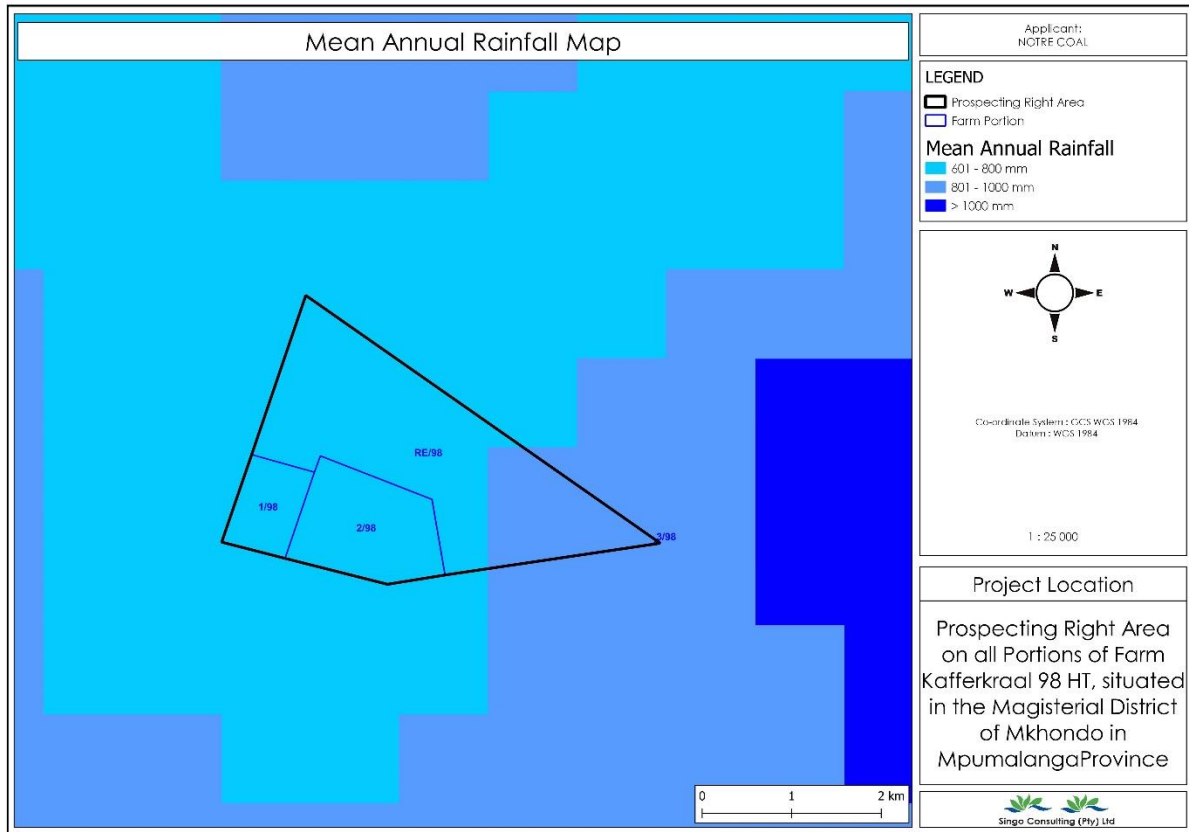 Mean Annual Rainfall Map
RE/98
1/98
2/98
3/98
0 1 2 km
Applicant:
NOTRE COAL
LEGEND
Prospecting Right Area
Farm Portion
Mean Annual Rainfall
601 - 800 mm
801 - 1000 mm
> 1000 mm
N
W E
S
Co-ordinate System : GCS WGS 1984
Datum : WGS 1984
1 : 25 000
Project Location
Prospecting Right Area
on all Portions of Farm
Kafferkraal 98 HT, situated
in the Magisterial District
of Mkhondo in
MpumalangaProvince
Singo Consulting (Pty) Ltd